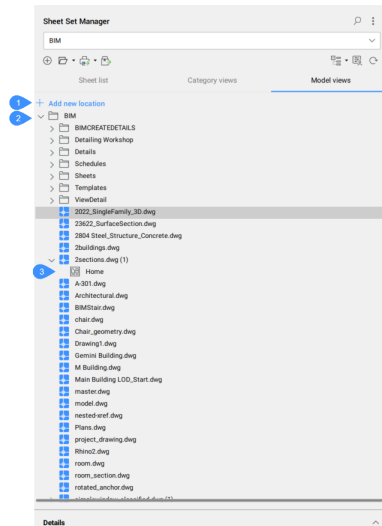 Sheet Set Manager
BIM
Sheet list Category views Model views
1 Add new location
2 BIM
BIMCREATEDETAILS
Detailing Workshop
Details
Schedules
Sheets
Templates
ViewDetail
2022_SingleFamily_3D.dwg
23622_SurfaceSection.dwg
2804 Steel_Structure_Concrete.dwg
2buildings.dwg
2sections.dwg (1)
3 Home
A-301.dwg
Architectural.dwg
BIMStair.dwg
chair.dwg
Chair_geometry.dwg
Drawing1.dwg
Gemini Building.dwg
M Building.dwg
Main Building LOD_Start.dwg
master.dwg
model.dwg
nested-xref.dwg
Plans.dwg
project_drawing.dwg
Rhino2.dwg
room.dwg
room_section.dwg
rotated_anchor.dwg
Details